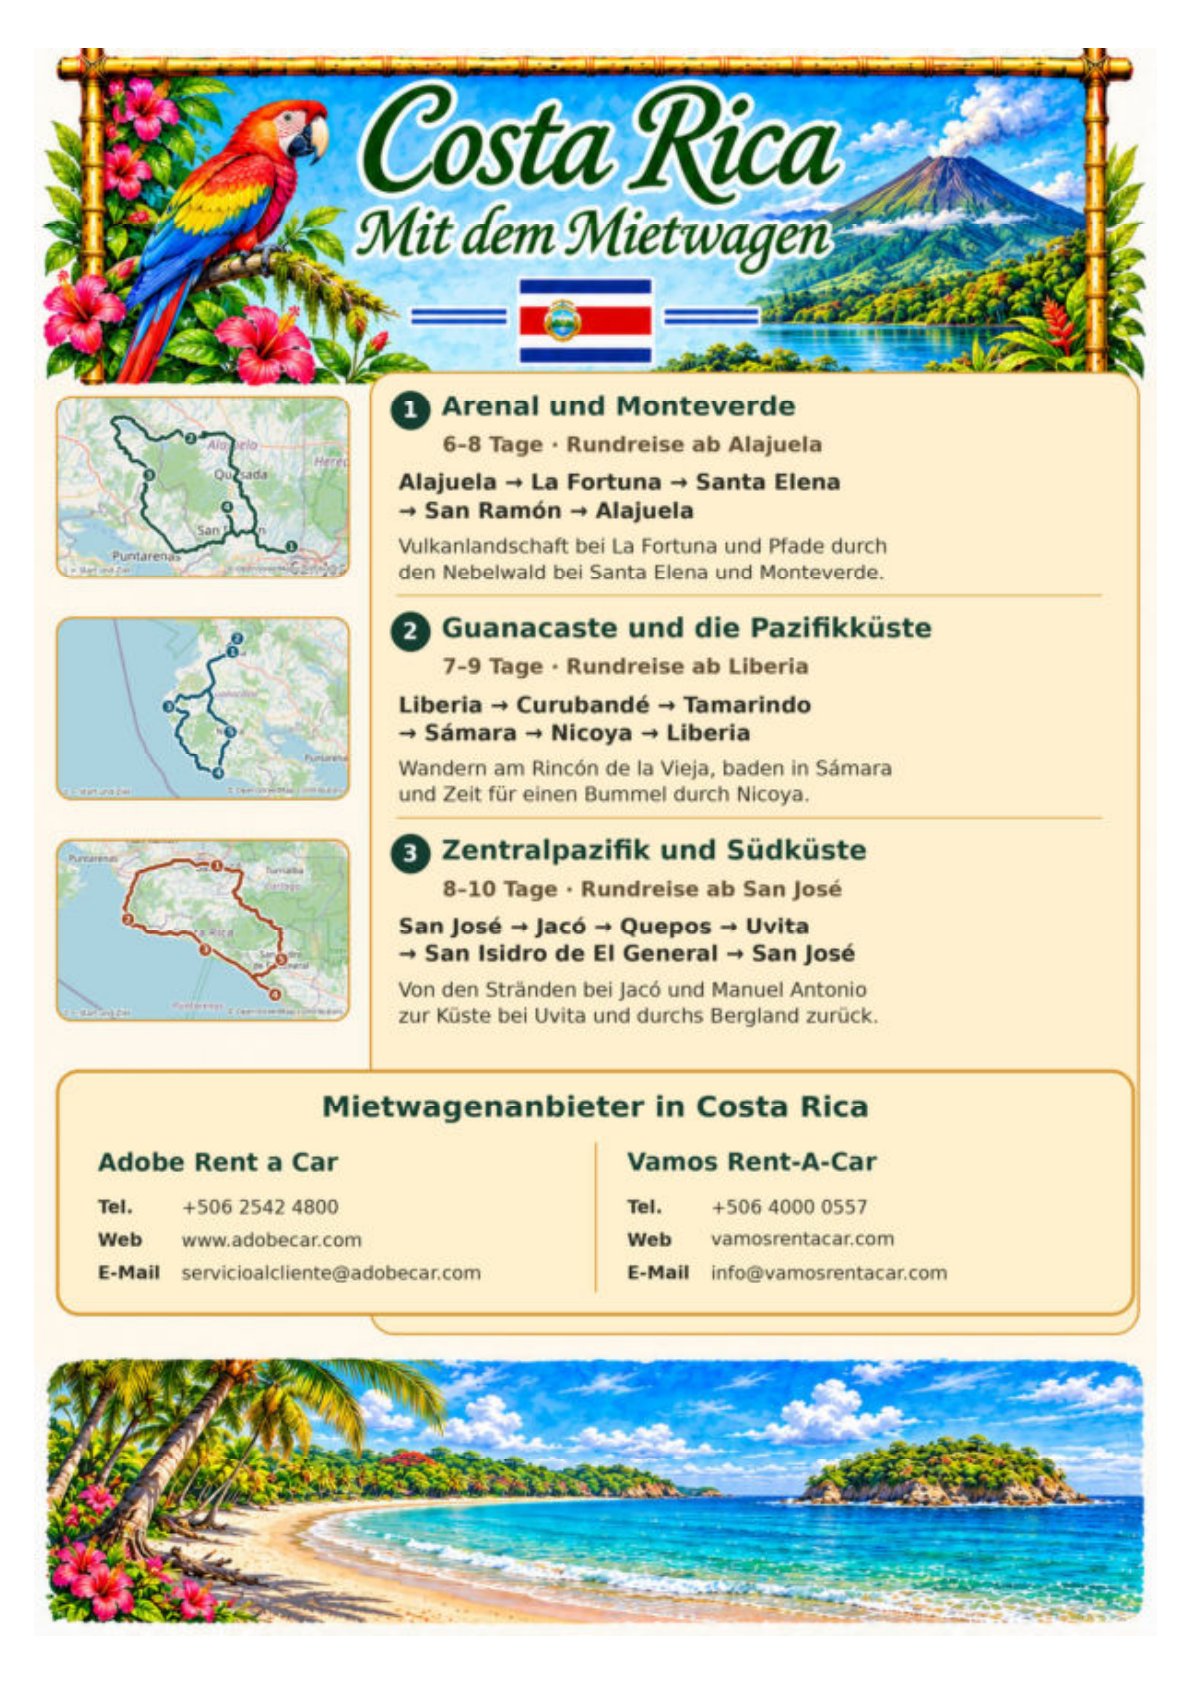 Costa Rica
Mit dem Mietwagen
1 Arenal und Monteverde
6–8 Tage · Rundreise ab Alajuela
Alajuela → La Fortuna → Santa Elena
→ San Ramón → Alajuela
Vulkanlandschaft bei La Fortuna und Pfade durch
den Nebelwald bei Santa Elena und Monteverde.
2 Guanacaste und die Pazifikküste
7–9 Tage · Rundreise ab Liberia
Liberia → Curubandé → Tamarindo
→ Sámara → Nicoya → Liberia
Wandern am Rincón de la Vieja, baden in Sámara
und Zeit für einen Bummel durch Nicoya.
3 Zentralpazifik und Südküste
8–10 Tage · Rundreise ab San José
San José → Jacó → Quepos → Uvita
→ San Isidro de El General → San José
Von den Stränden bei Jacó und Manuel Antonio
zur Küste bei Uvita und durchs Bergland zurück.
Puntarenas
© OpenStreetMap contributors
Puntarenas
Turrialba
Puntarenas
© OpenStreetMap contributors
Mietwagenanbieter in Costa Rica
Adobe Rent a Car
Tel. +506 2542 4800
Web www.adobecar.com
E-Mail servicioalcliente@adobecar.com
Vamos Rent-A-Car
Tel. +506 4000 0557
Web vamosrentacar.com
E-Mail info@vamosrentacar.com